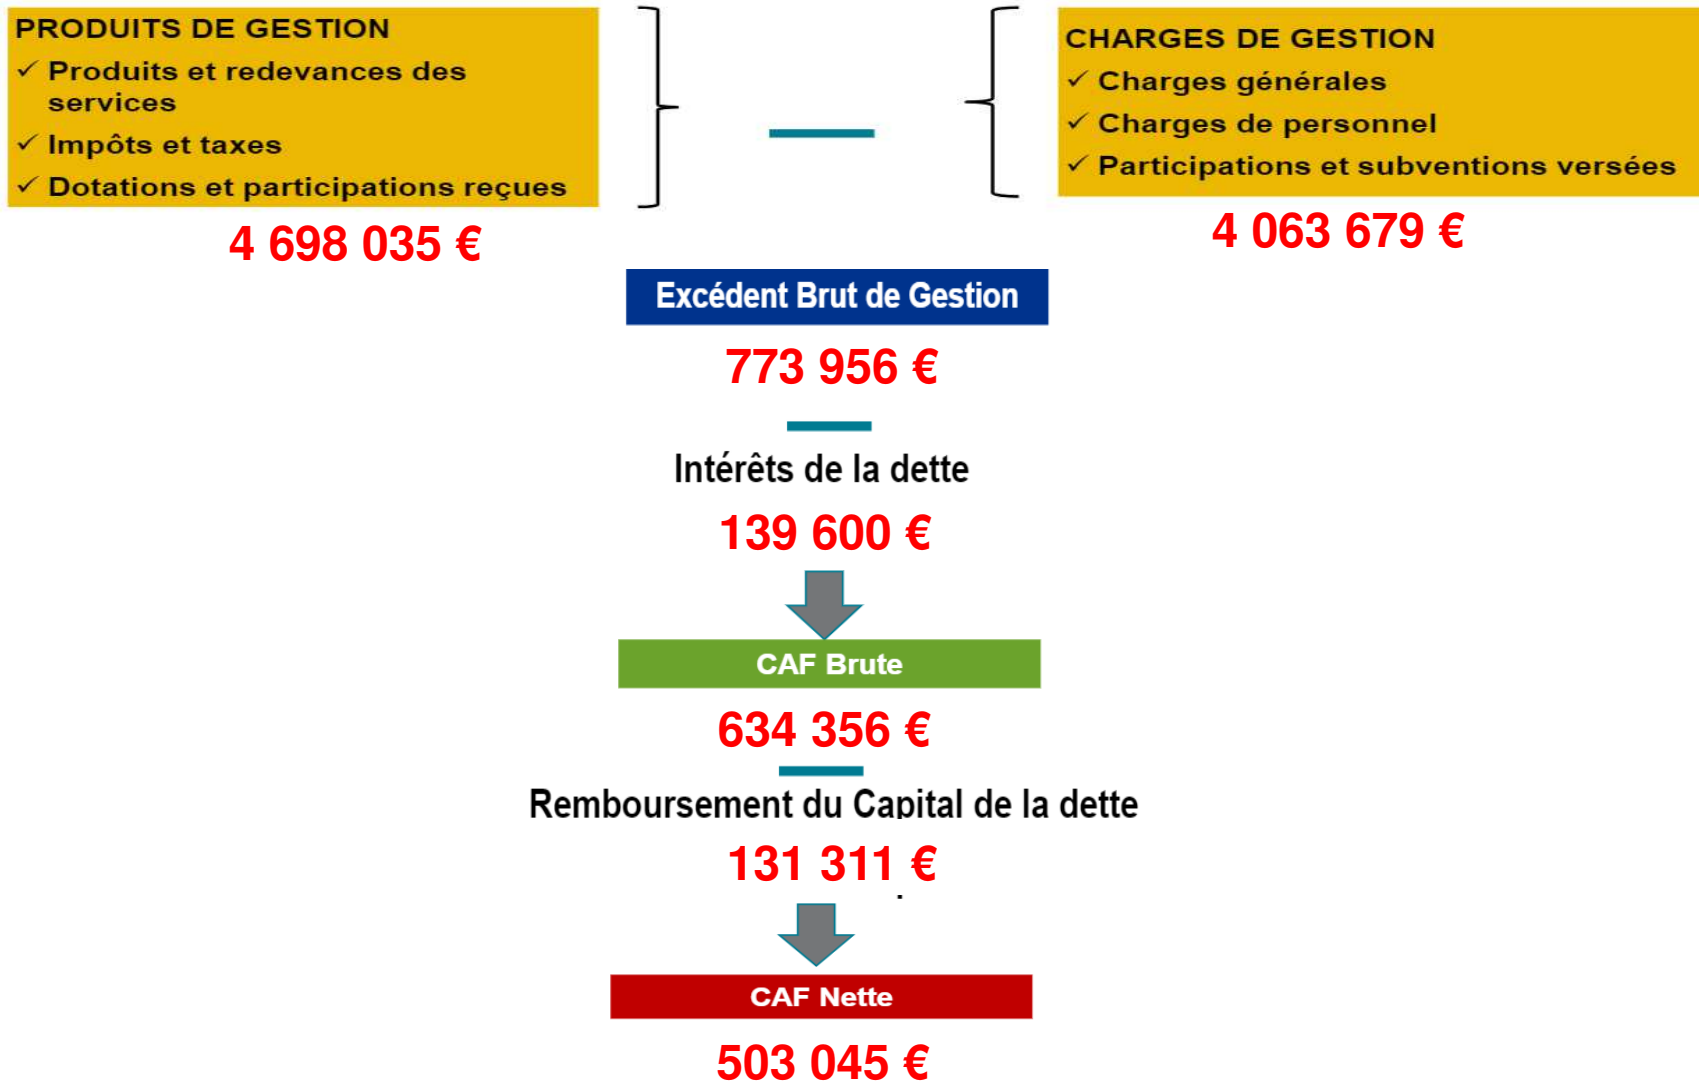 PRODUITS DE GESTION
✓ Produits et redevances des
services
✓ Impôts et taxes
✓ Dotations et participations reçues
4 698 035 €
CHARGES DE GESTION
✓ Charges générales
✓ Charges de personnel
✓ Participations et subventions versées
4 063 679 €
Excédent Brut de Gestion
773 956 €
Intérêts de la dette
139 600 €
CAF Brute
634 356 €
Remboursement du Capital de la dette
131 311 €
CAF Nette
503 045 €